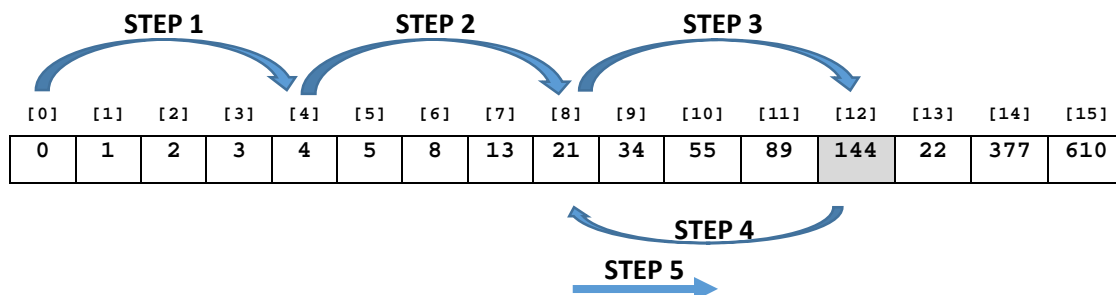 STEP 1 STEP 2 STEP 3
[0] [1] [2] [3] [4] [5] [6] [7] [8] [9] [10] [11] [12] [13] [14] [15]
0 1 2 3 4 5 8 13 21 34 55 89 144 22 377 610
STEP 4
STEP 5